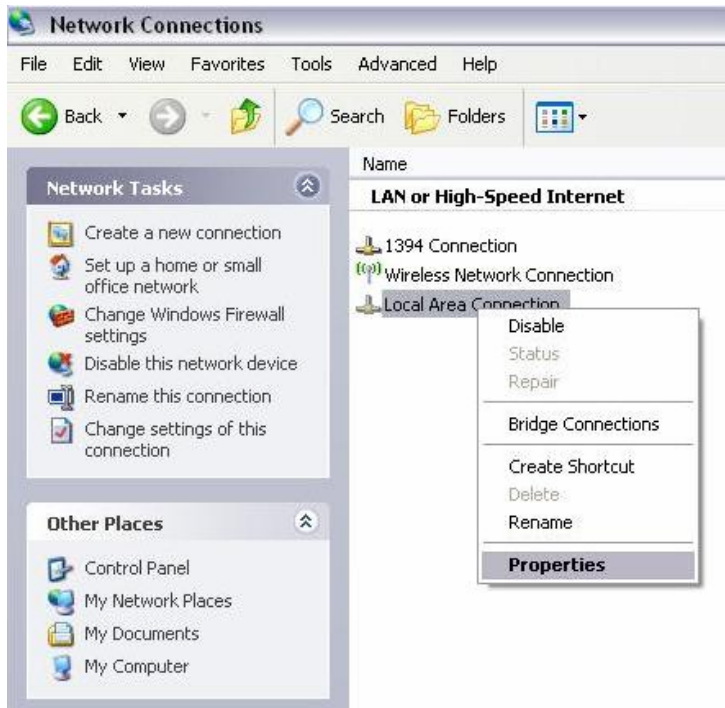 Network Connections
File Edit View Favorites Tools Advanced Help
Back Search Folders
Network Tasks
Create a new connection
Set up a home or small
office network
Change Windows Firewall
settings
Disable this network device
Rename this connection
Change settings of this
connection
Other Places
Control Panel
My Network Places
My Documents
My Computer
Name
LAN or High-Speed Internet
1394 Connection
Wireless Network Connection
Local Area Connection
Disable
Status
Repair
Bridge Connections
Create Shortcut
Delete
Rename
Properties